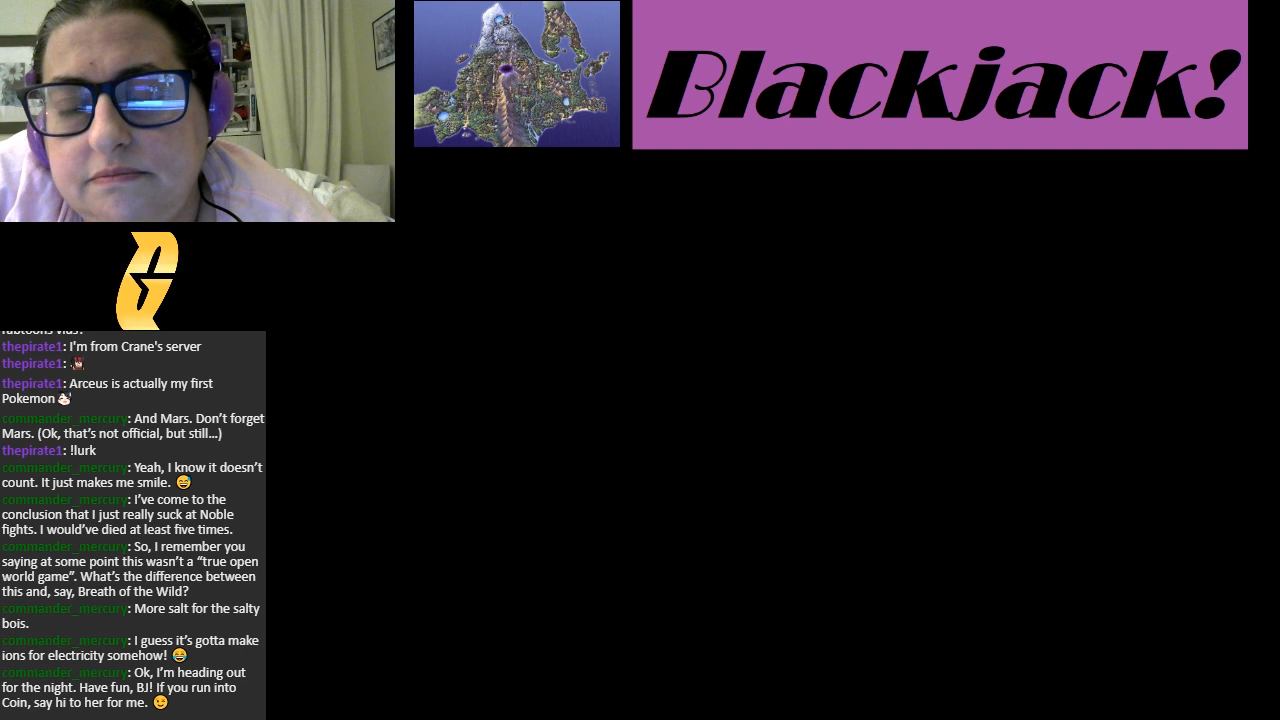 Blackjack!
thepirate1: I'm from Crane's server
thepirate1:
thepirate1: Arceus is actually my first
Pokemon
commander_mercury: And Mars. Don't forget
Mars. (Ok, that's not official, but still...)
thepirate1: !lurk
commander_mercury: Yeah, I know it doesn't
count. It just makes me smile. 😅
commander_mercury: I've come to the
conclusion that I just really suck at Noble
fights. I would've died at least five times.
commander_mercury: So, I remember you
saying at some point this wasn't a “true open
world game”. What's the difference between
this and, say, Breath of the Wild?
commander_mercury: More salt for the salty
bois.
commander_mercury: I guess it's gotta make
ions for electricity somehow! 😂
commander_mercury: Ok, I'm heading out
for the night. Have fun, BJ! If you run into
Coin, say hi to her for me. 😉